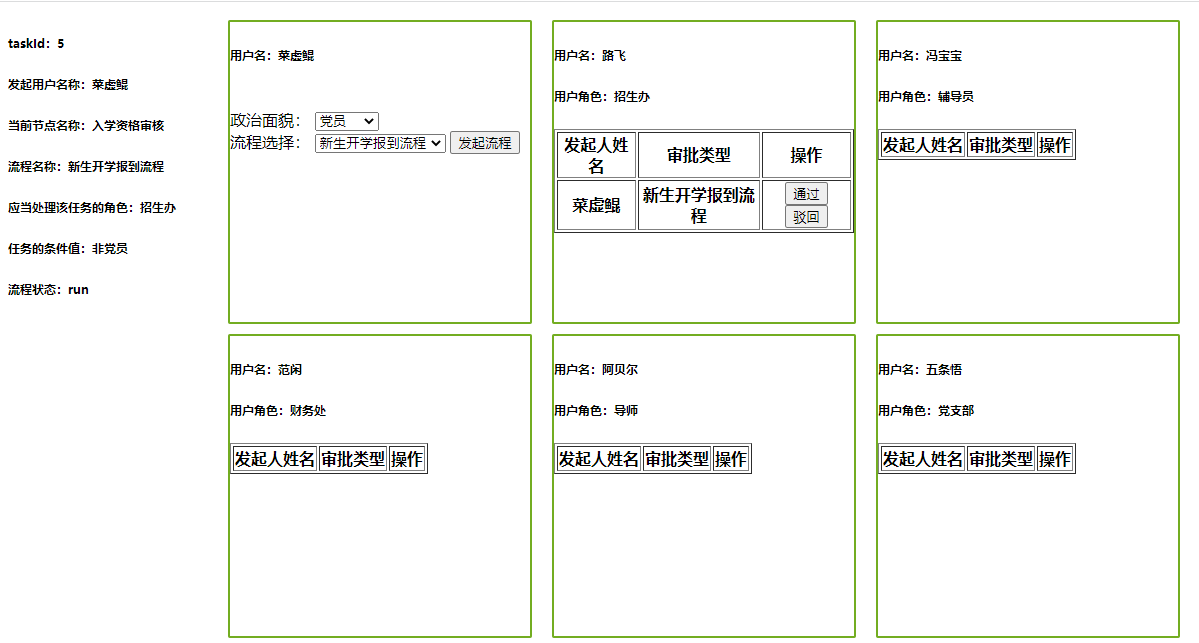 taskId：5
发起用户名称：菜虚鲲
当前节点名称：入学资格审核
流程名称：新生开学报到流程
应当处理该任务的角色：招生办
任务的条件值：非党员
流程状态：run
用户名：菜虚鲲
政治面貌： 党员
流程选择： 新生开学报到流程 发起流程
用户名：路飞
用户角色：招生办
发起人姓名 审批类型 操作
菜虚鲲 新生开学报到流程 通过
驳回
用户名：冯宝宝
用户角色：辅导员
发起人姓名 审批类型 操作
用户名：范闲
用户角色：财务处
发起人姓名 审批类型 操作
用户名：阿贝尔
用户角色：导师
发起人姓名 审批类型 操作
用户名：五条悟
用户角色：党支部
发起人姓名 审批类型 操作